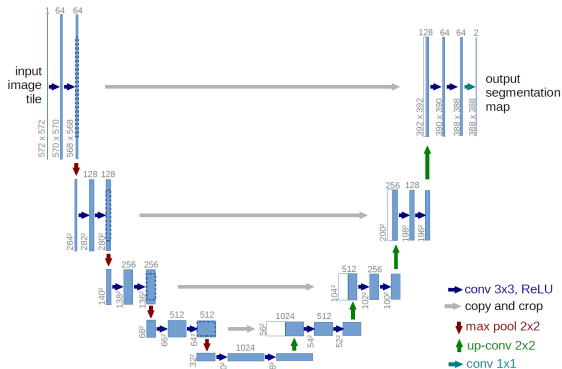 1 64 64
128 64 64 2
input
image
tile
output
segmentation
map
572 x 572
570 x 570
568 x 568
392 x 392
390 x 390
388 x 388
388 x 388
128 128
256 128
284²
282²
280²
200²
198²
196²
256 256
512 256
140²
138²
136²
104²
102²
100²
512 512
1024 512
68²
66²
64²
56²
54²
52²
1024
32²
conv 3x3, ReLU
copy and crop
max pool 2x2
up-conv 2x2
conv 1x1